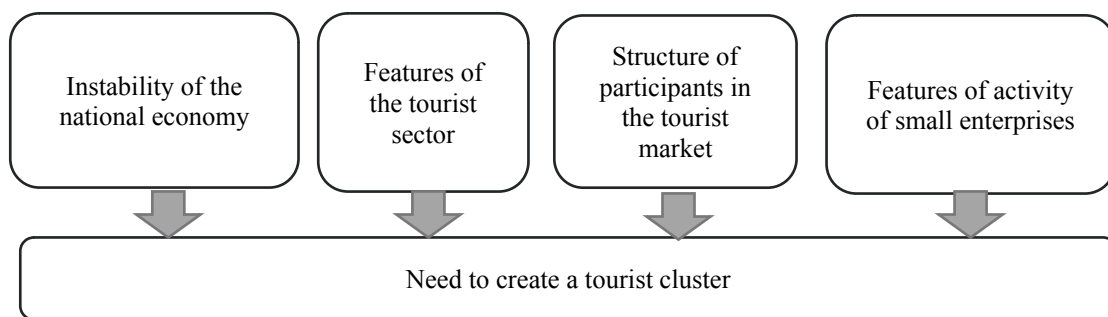 Instability of the
national economy
Features of
the tourist
sector
Structure of
participants in
the tourist
market
Features of activity
of small enterprises
Need to create a tourist cluster